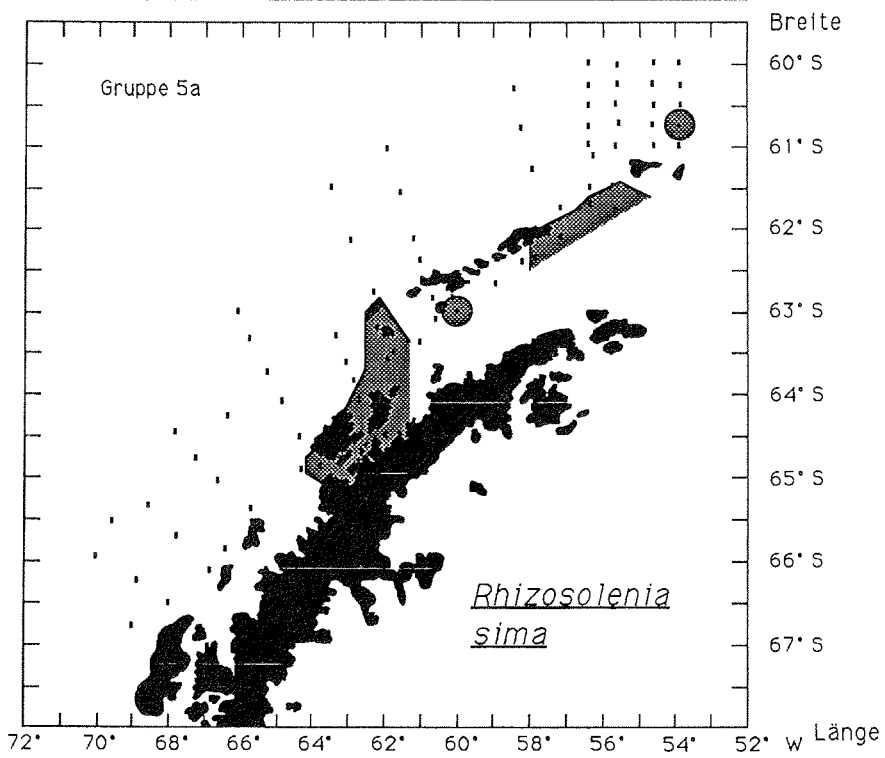 Breite
60° S
Gruppe 5a
61° S
62° S
63° S
64° S
65° S
66° S
Rhizosolenia
sima
67° S
72° 70° 68° 66° 64° 62° 60° 58° 56° 54° 52° W Länge